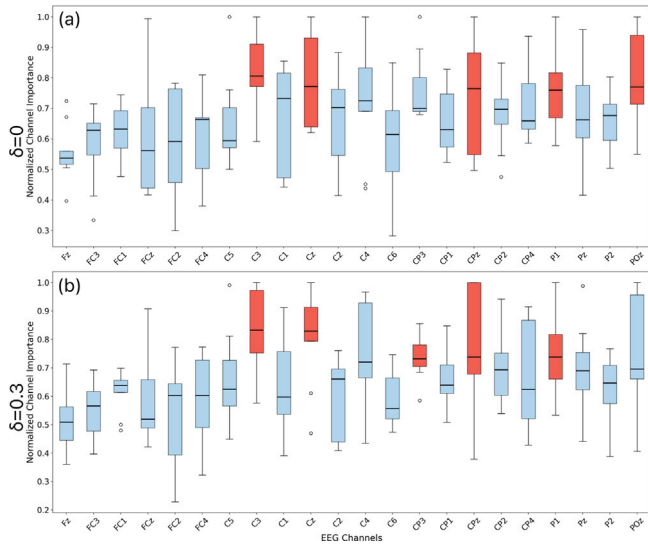 (a)
δ=0
Normalized Channel Importance
1.0
0.9
0.8
0.7
0.6
0.5
0.4
0.3
Fz FC3 FC1 FCz FC2 FC4 C5 C3 C1 Cz C2 C4 C6 CP3 CP1 CPz CP2 CP4 P1 Pz P2 POz
(b)
δ=0.3
Normalized Channel Importance
1.0
0.9
0.8
0.7
0.6
0.5
0.4
0.3
0.2
Fz FC3 FC1 FCz FC2 FC4 C5 C3 C1 Cz C2 C4 C6 CP3 CP1 CPz CP2 CP4 P1 Pz P2 POz
EEG Channels